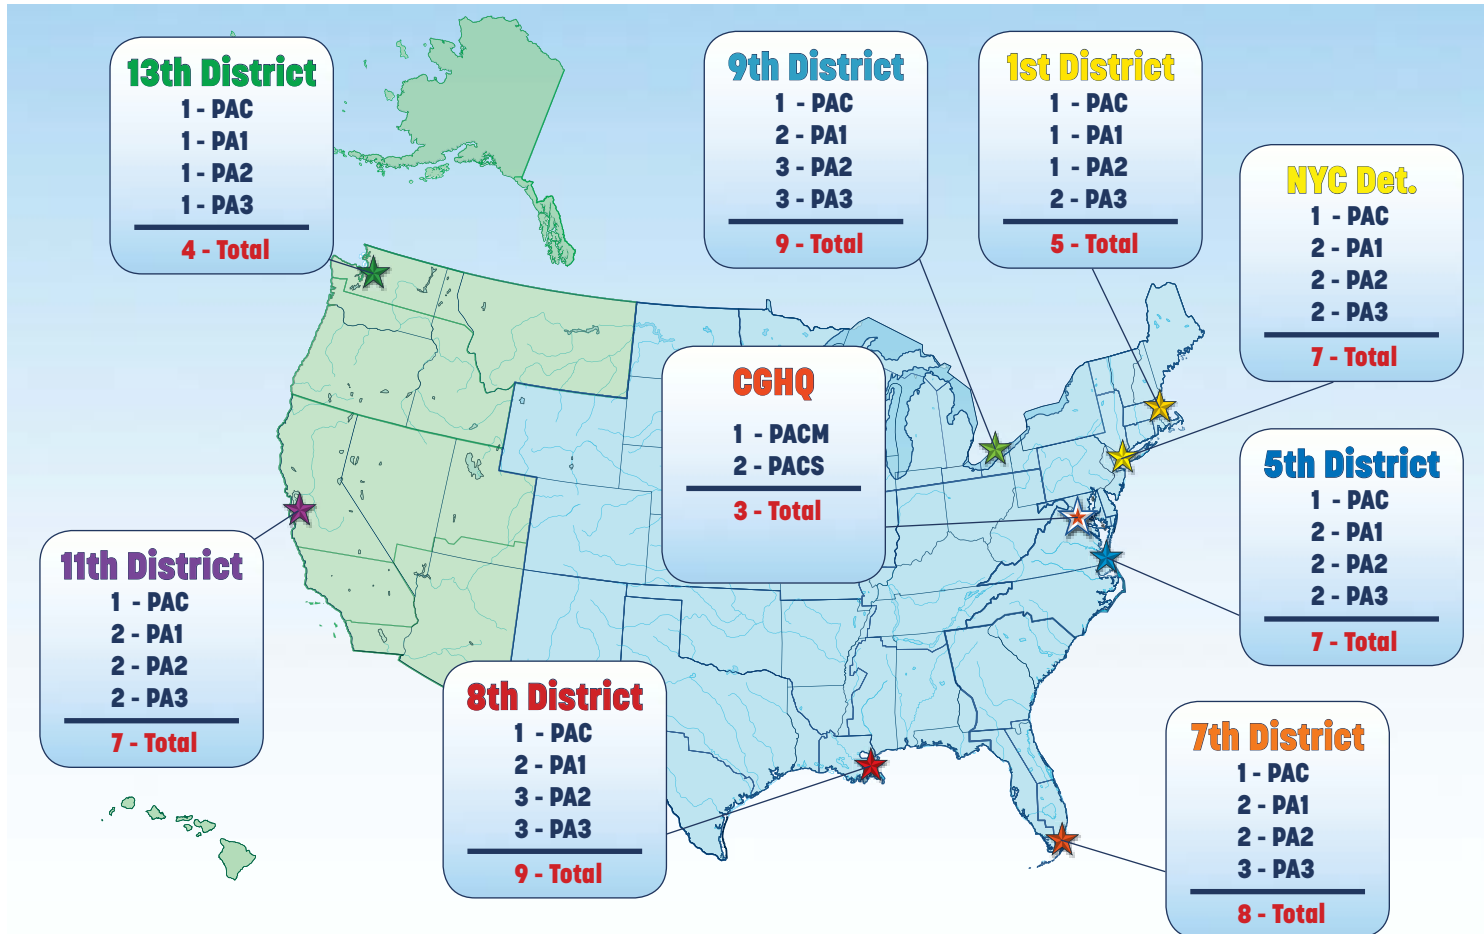 13th District
1 - PAC
1 - PA1
1 - PA2
1 - PA3
4 - Total
9th District
1 - PAC
2 - PA1
3 - PA2
3 - PA3
9 - Total
1st District
1 - PAC
1 - PA1
1 - PA2
2 - PA3
5 - Total
NYC Det.
1 - PAC
2 - PA1
2 - PA2
2 - PA3
7 - Total
CGHQ
1 - PACM
2 - PACS
3 - Total
5th District
1 - PAC
2 - PA1
2 - PA2
2 - PA3
7 - Total
11th District
1 - PAC
2 - PA1
2 - PA2
2 - PA3
7 - Total
8th District
1 - PAC
2 - PA1
3 - PA2
3 - PA3
9 - Total
7th District
1 - PAC
2 - PA1
2 - PA2
3 - PA3
8 - Total